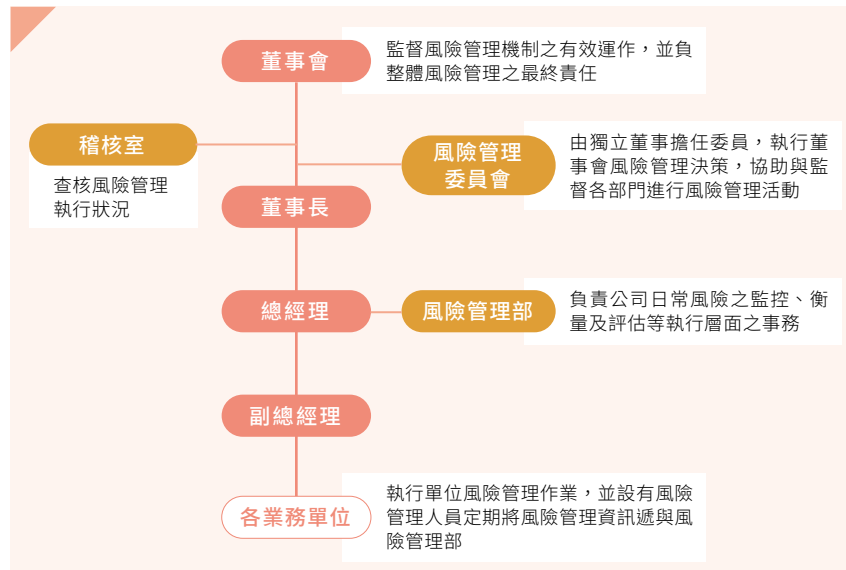 董事會
監督風險管理機制之有效運作，並負
整體風險管理之最終責任
稽核室
查核風險管理
執行狀況
風險管理
委員會
由獨立董事擔任委員，執行董
事會風險管理決策，協助與監
督各部門進行風險管理活動
董事長
總經理
風險管理部
負責公司日常風險之監控、衡
量及評估等執行層面之事務
副總經理
各業務單位
執行單位風險管理作業，並設有風險
管理人員定期將風險管理資訊遞與風
險管理部